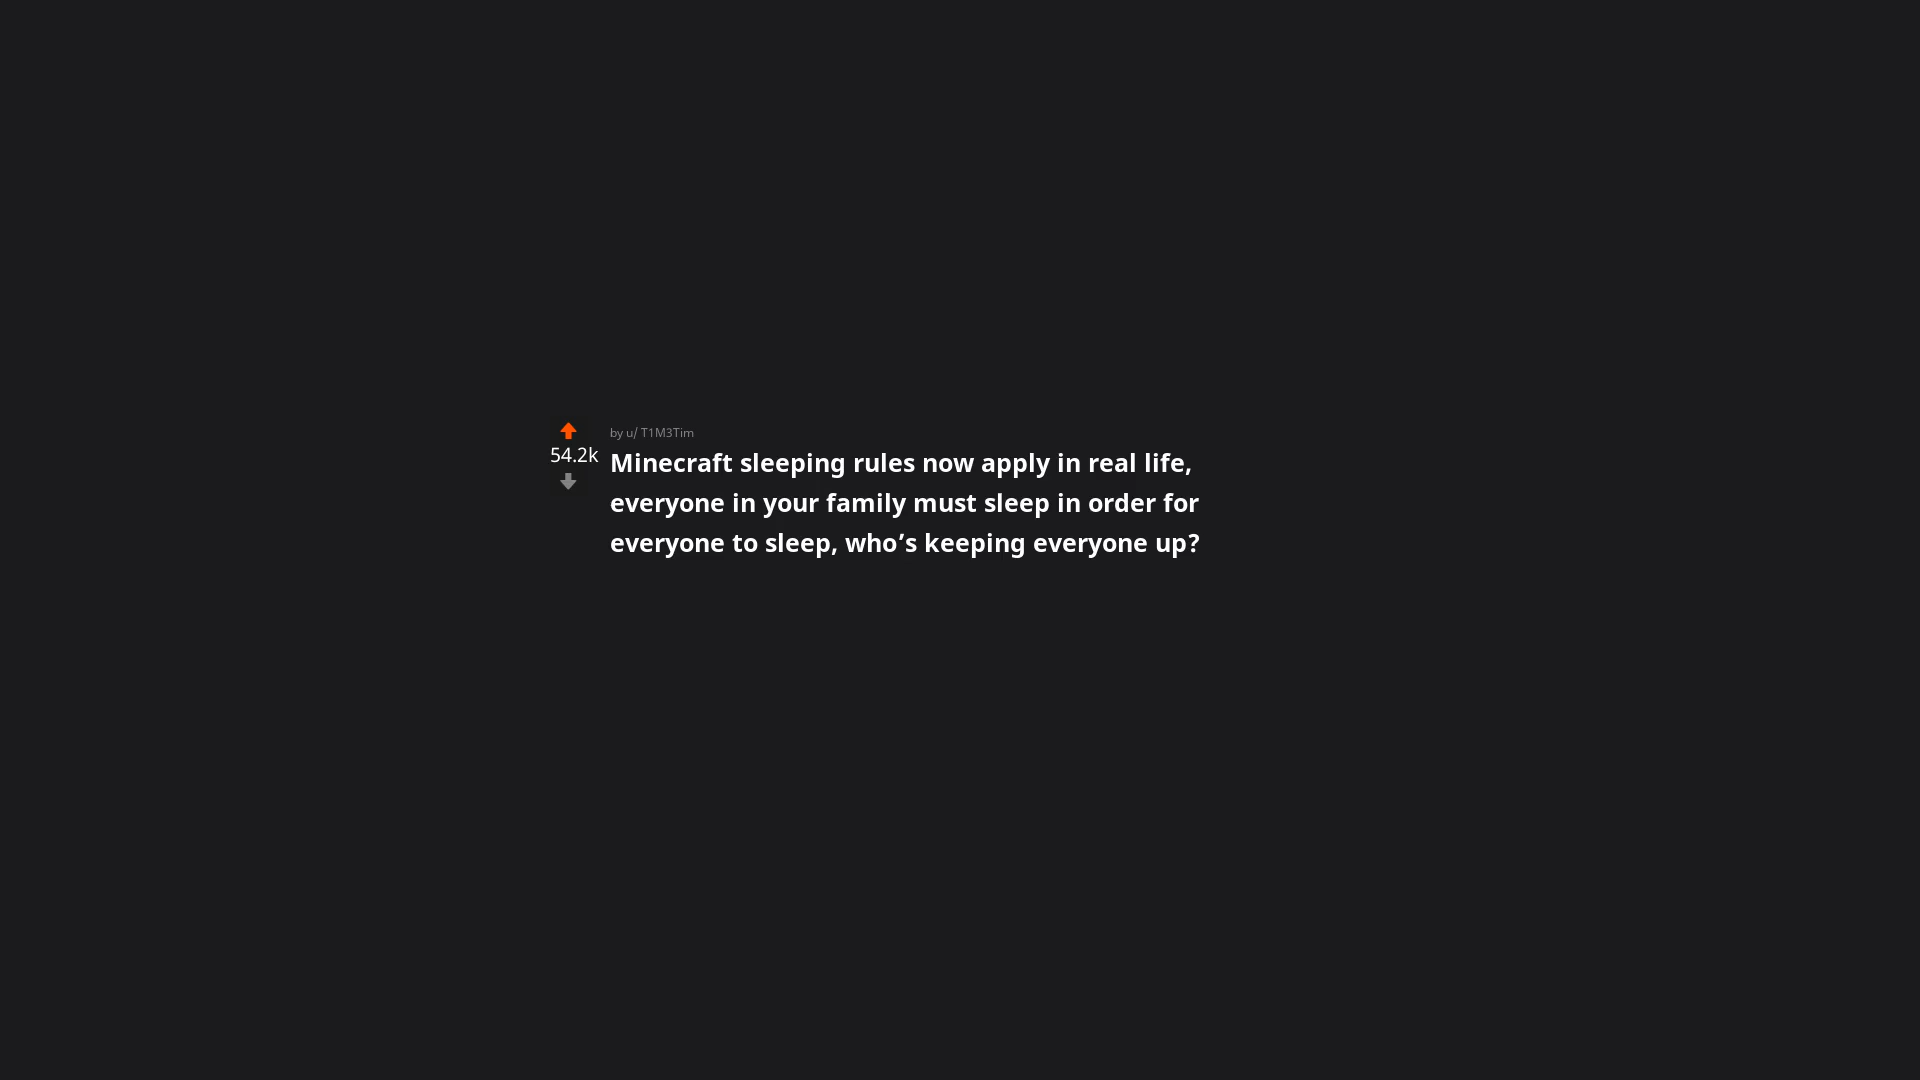 by u/ T1M3Tim
54.2k
Minecraft sleeping rules now apply in real life,
everyone in your family must sleep in order for
everyone to sleep, who’s keeping everyone up?